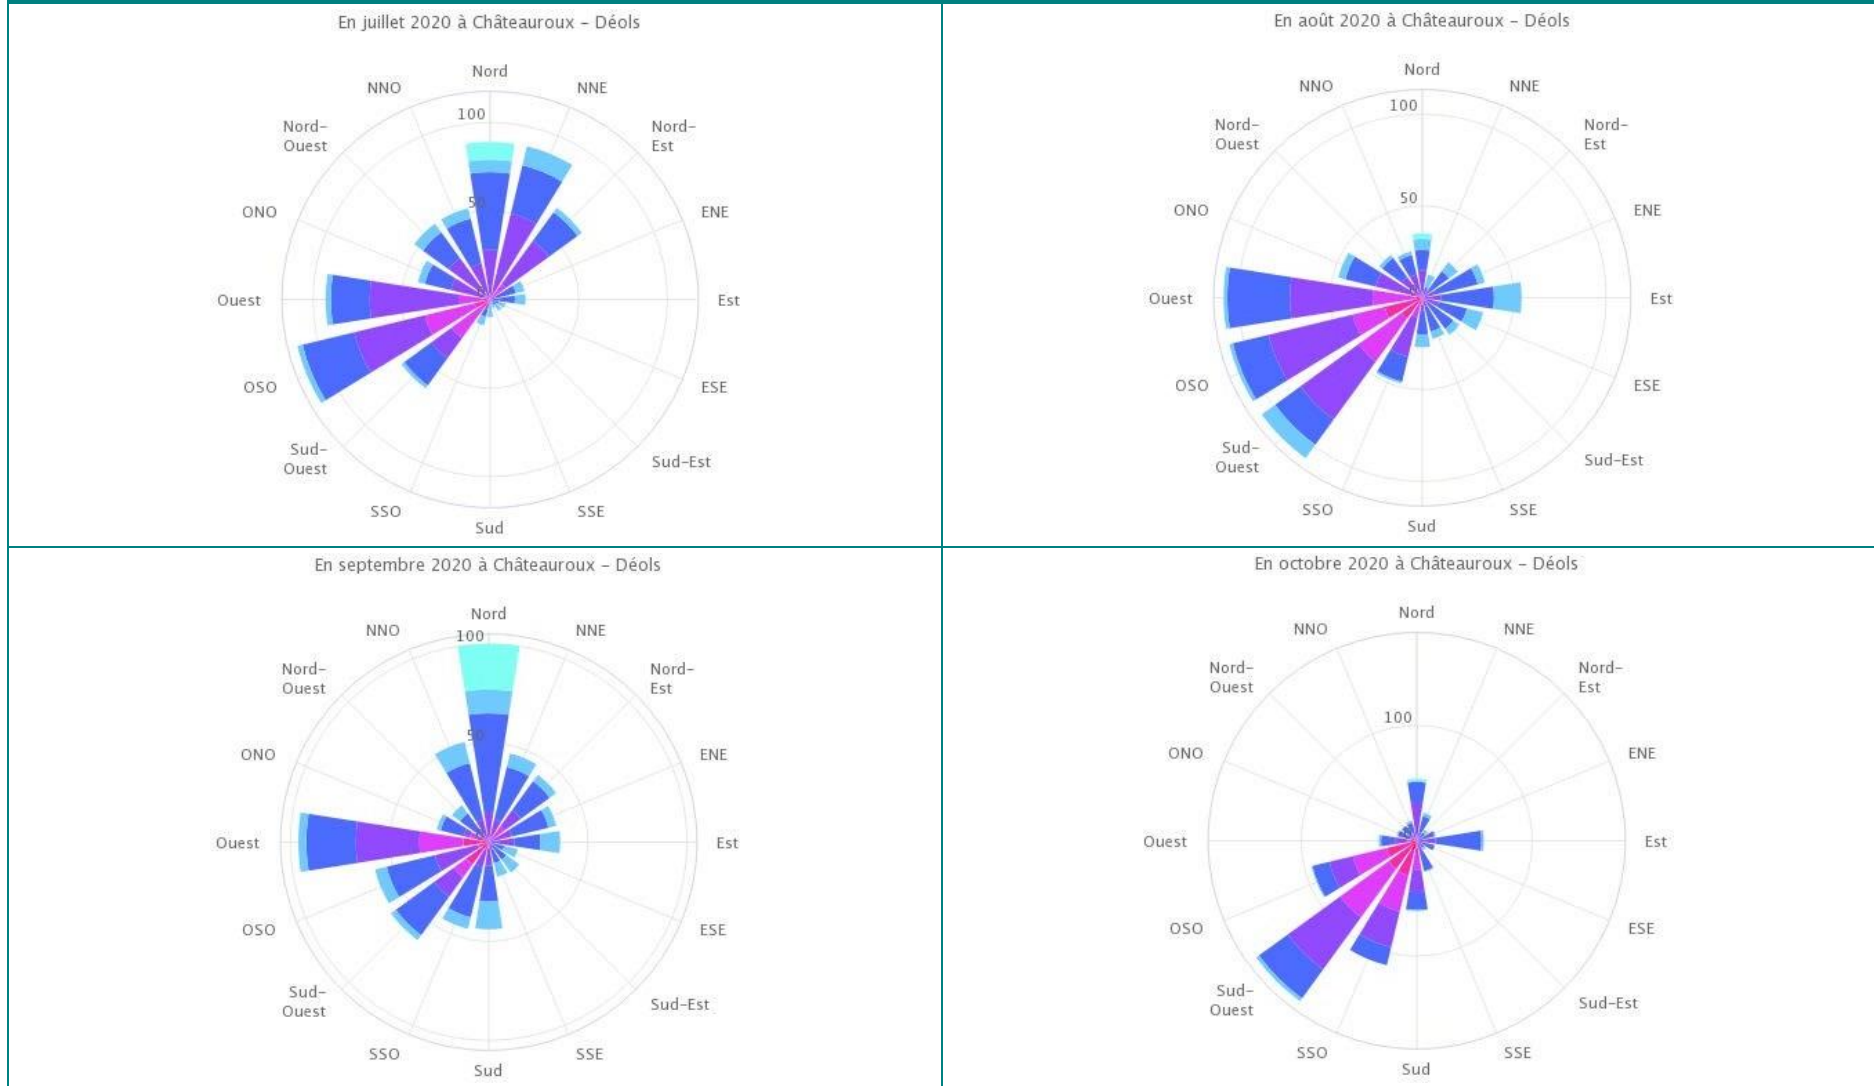 En juillet 2020 à Châteauroux – Déols
Nord
NNO
NNE
100
Nord-
Ouest
Nord-
Est
50
ONO
ENE
0
Ouest
Est
OSO
ESE
Sud-
Ouest
Sud-Est
SSO
SSE
Sud
En août 2020 à Châteauroux – Déols
Nord
NNO
NNE
100
Nord-
Ouest
Nord-
Est
50
ONO
ENE
Ouest
Est
OSO
ESE
Sud-
Ouest
Sud-Est
SSO
SSE
Sud
En septembre 2020 à Châteauroux – Déols
Nord
NNO
NNE
100
Nord-
Ouest
Nord-
Est
50
ONO
ENE
Ouest
Est
OSO
ESE
Sud-
Ouest
Sud-Est
SSO
SSE
Sud
En octobre 2020 à Châteauroux – Déols
Nord
NNO
NNE
Nord-
Ouest
Nord-
Est
100
ONO
ENE
Ouest
Est
OSO
ESE
Sud-
Ouest
Sud-Est
SSO
SSE
Sud